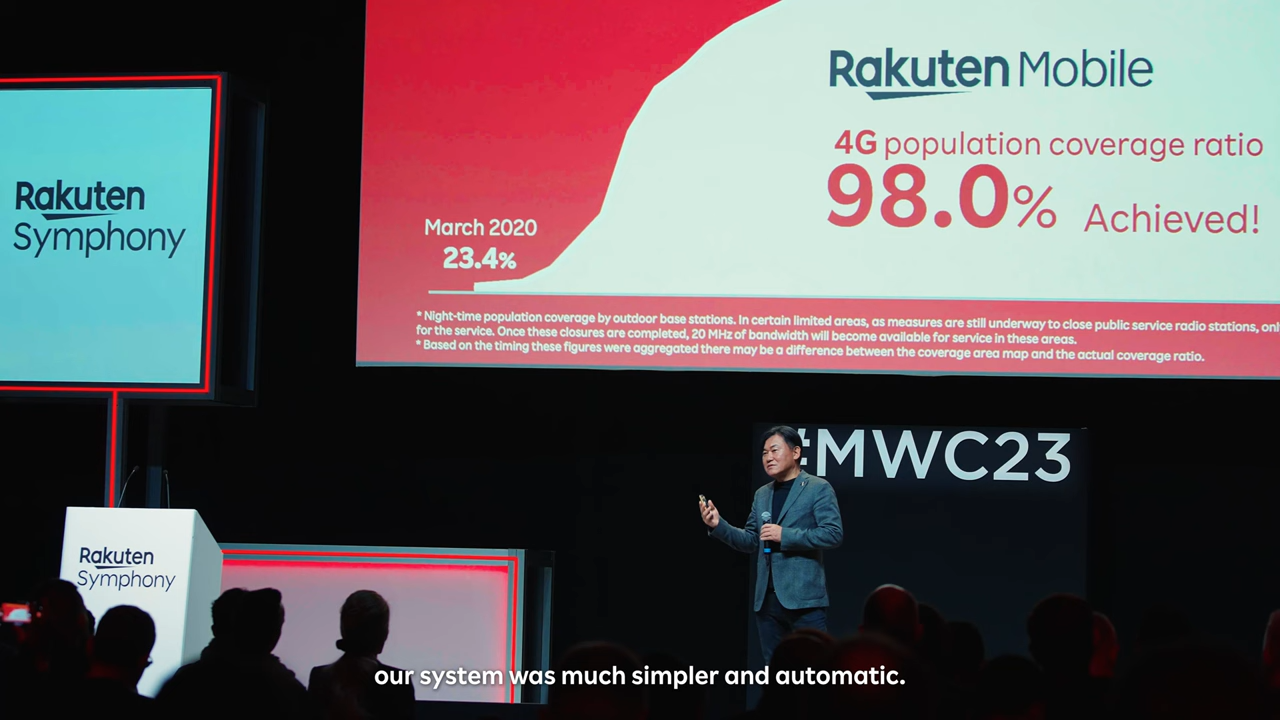 Rakuten
Symphony
Rakuten Mobile
4G population coverage ratio
98.0% Achieved!
March 2020
23.4%
* Night-time population coverage by outdoor base stations. In certain limited areas, as measures are still underway to close public service radio stations,
for the service. Once these closures are completed, 20 MHz of bandwidth will become available for service in these areas.
* Based on the timing these figures were aggregated there may be a difference between the coverage area map and the actual coverage ratio.
#MWC23
Rakuten
Symphony
our system was much simpler and automatic.